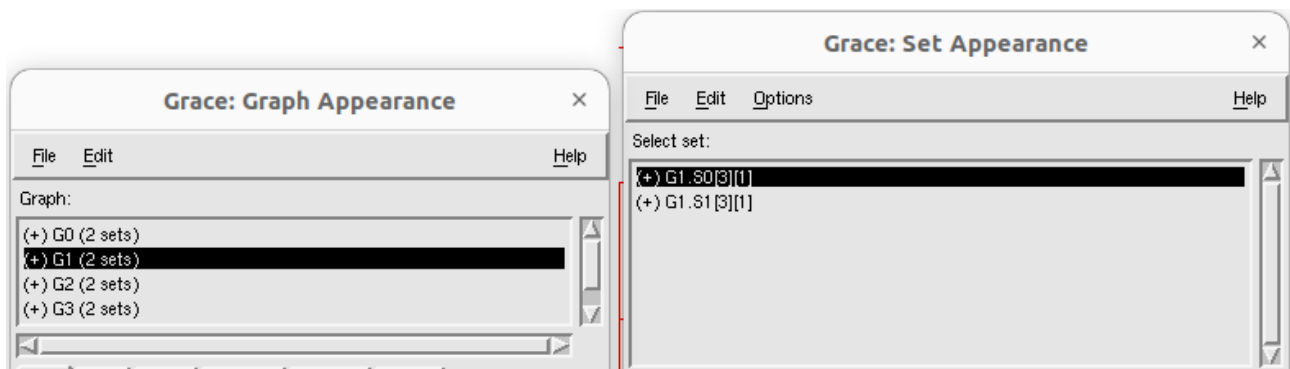 Grace: Graph Appearance ×
File Edit Help
Graph:
(+) G0 (2 sets)
(+) G1 (2 sets)
(+) G2 (2 sets)
(+) G3 (2 sets)
Grace: Set Appearance ×
File Edit Options Help
Select set:
(+) G1.S0[3][1]
(+) G1.S1[3][1]